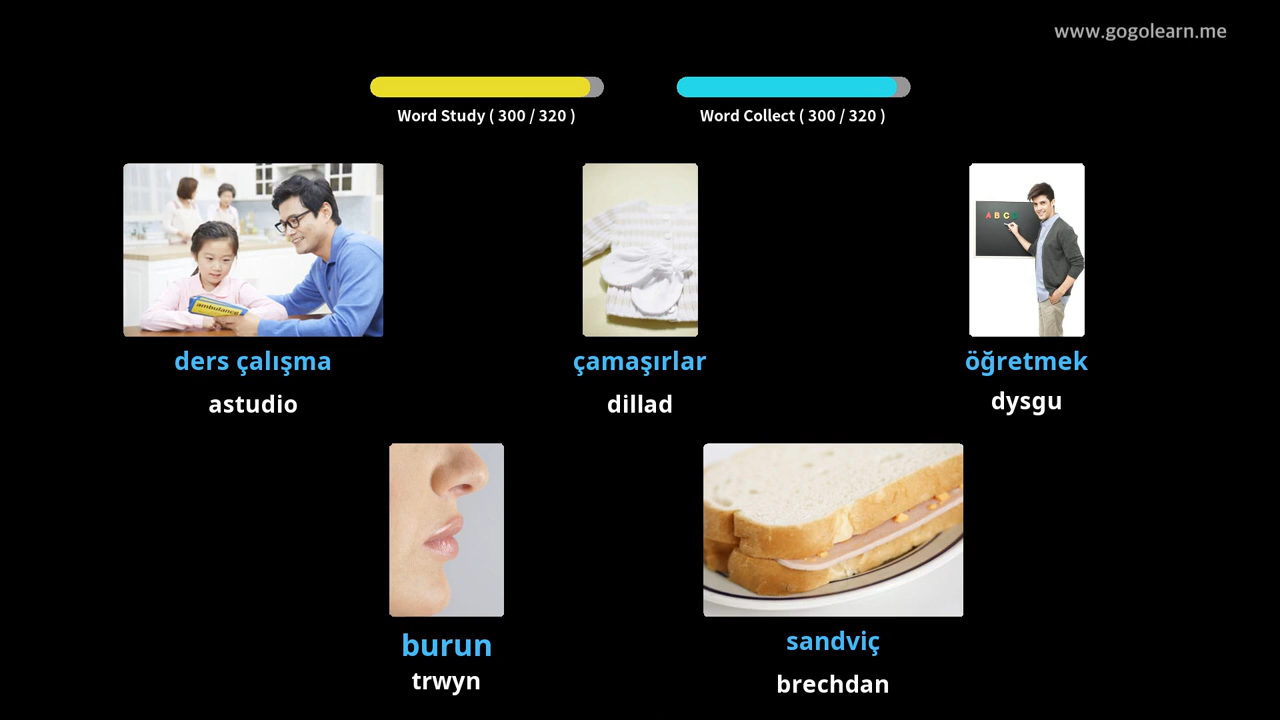 www.gogolearn.me
Word Study ( 300 / 320 )
Word Collect ( 300 / 320 )
A B C D
ambulance
ders çalışma
çamaşırlar
öğretmek
astudio
dillad
dysgu
burun
sandviç
trwyn
brechdan